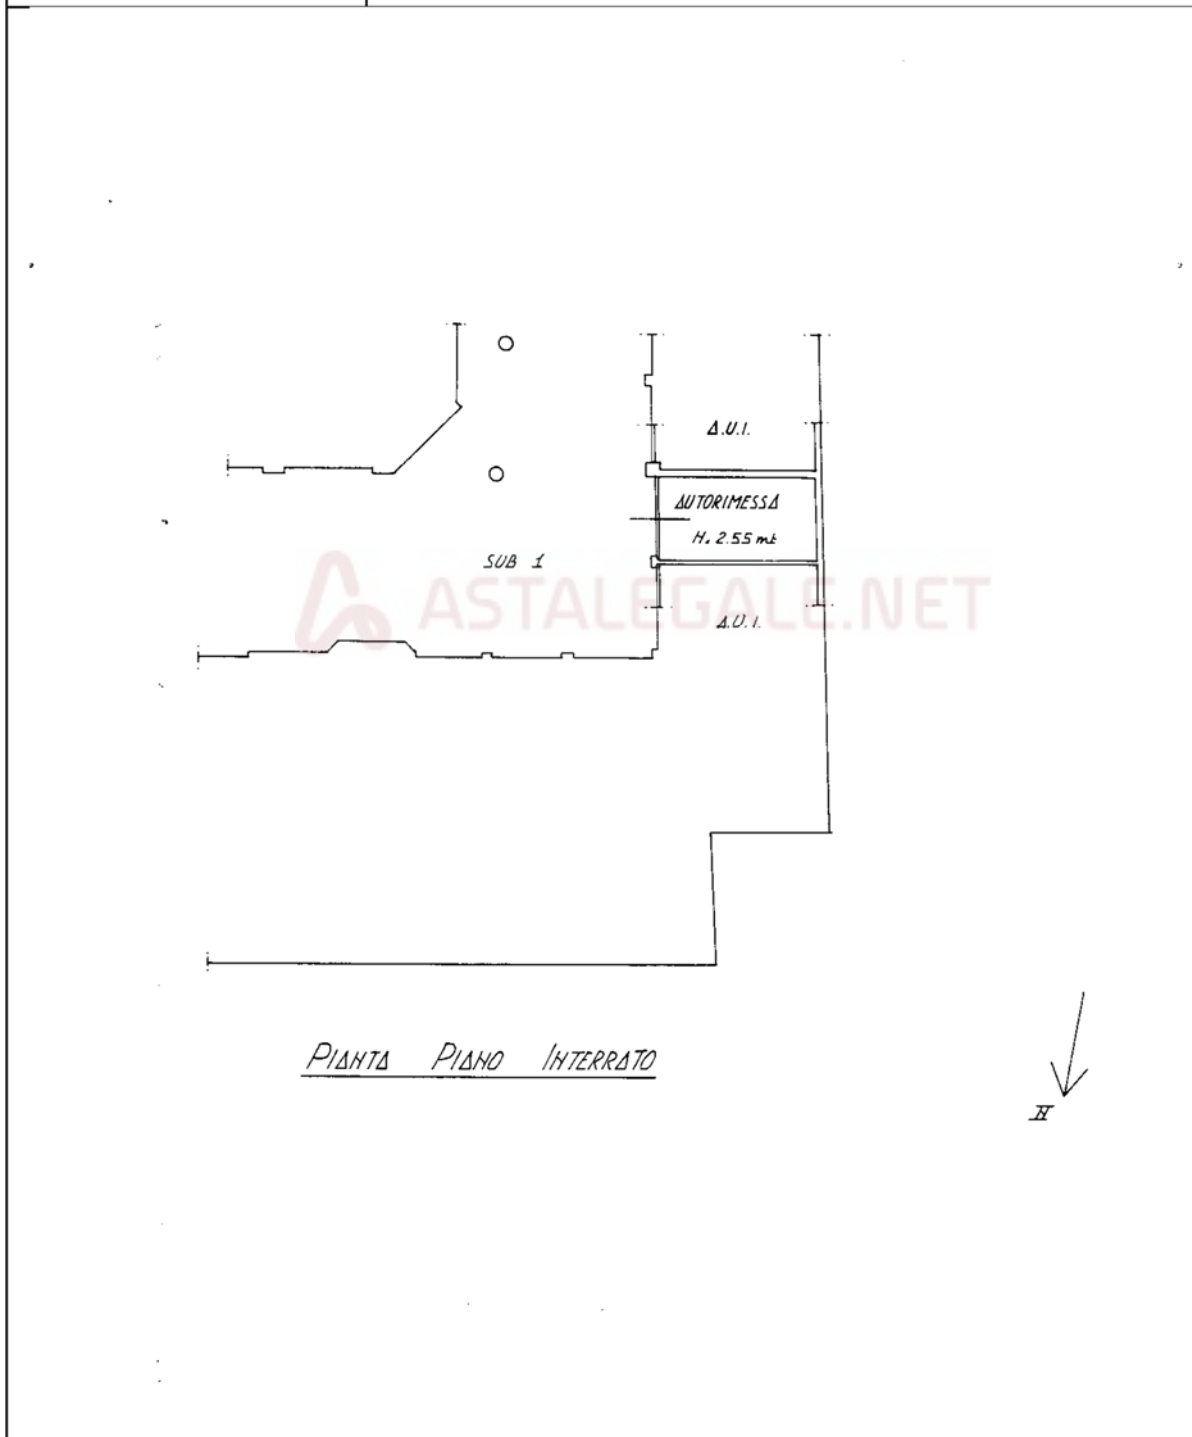 A.U.I.
AUTORIMESSA
H. 2.55 mt
SUB 1
ASTALEGALE.NET
A.U.I.
PIANTA PIANO INTERRATO
N